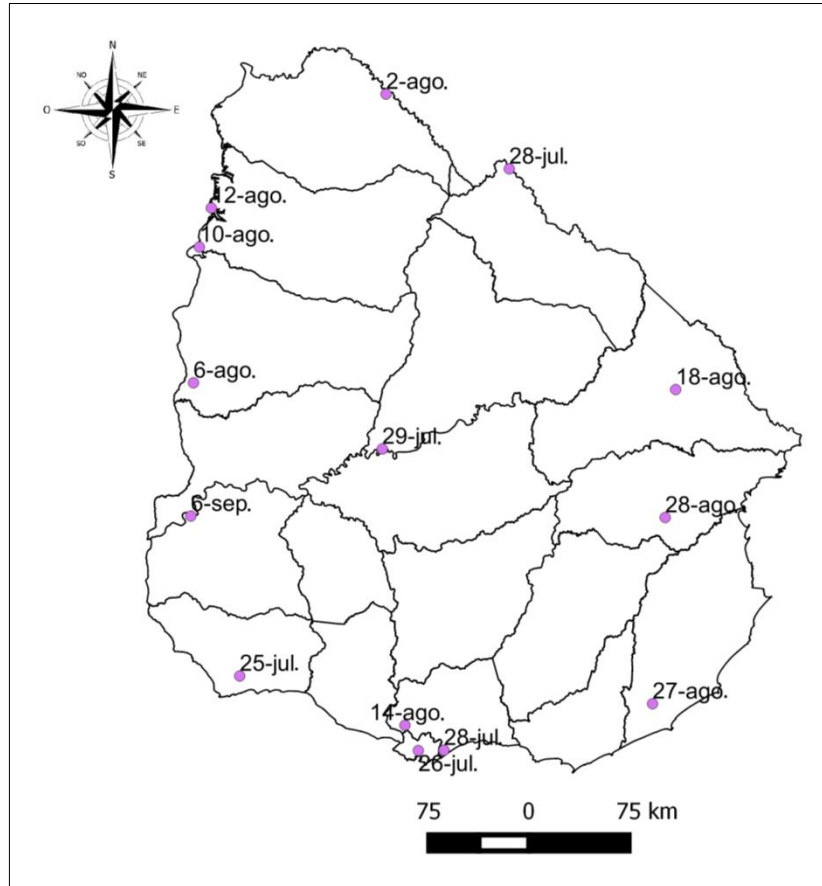 N
NO
NE
O
E
SO
SE
S
2-ago.
28-jul.
12-ago.
10-ago.
6-ago.
18-ago.
29-jul.
6-sep.
28-ago.
25-jul.
27-ago.
14-ago.
28-jul.
26-jul.
75 0 75 km